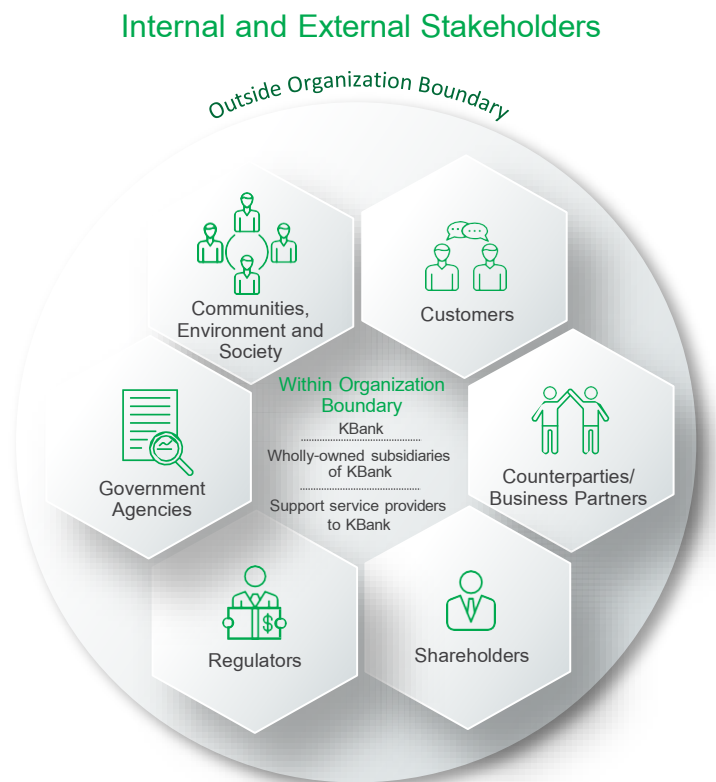 Internal and External Stakeholders
Outside Organization Boundary
Communities,
Environment and
Society
Customers
Within Organization
Boundary
KBank
Wholly-owned subsidiaries
of KBank
Support service providers
to KBank
Government
Agencies
Counterparties/
Business Partners
Regulators
$
Shareholders